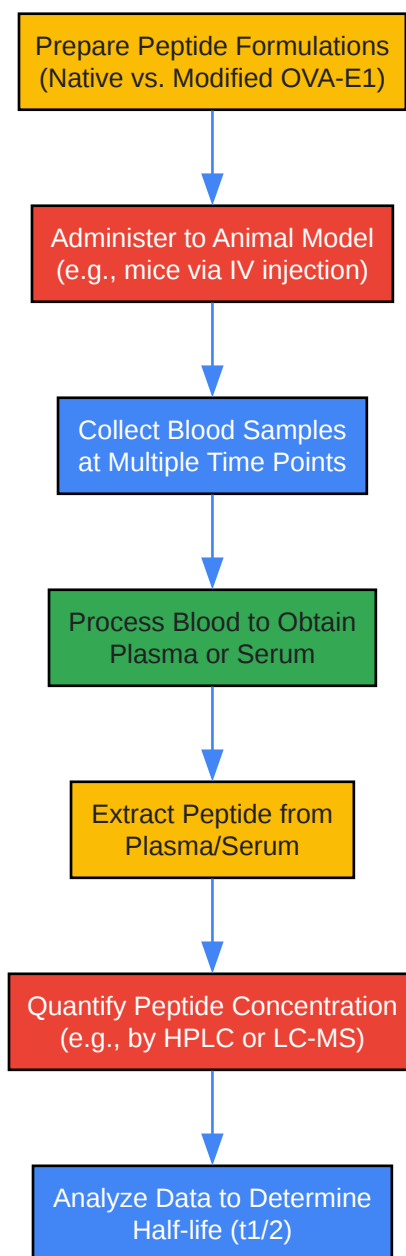 Prepare Peptide Formulations
(Native vs. Modified OVA-E1)
Administer to Animal Model
(e.g., mice via IV injection)
Collect Blood Samples
at Multiple Time Points
Process Blood to Obtain
Plasma or Serum
Extract Peptide from
Plasma/Serum
Quantify Peptide Concentration
(e.g., by HPLC or LC-MS)
Analyze Data to Determine
Half-life (t1/2)